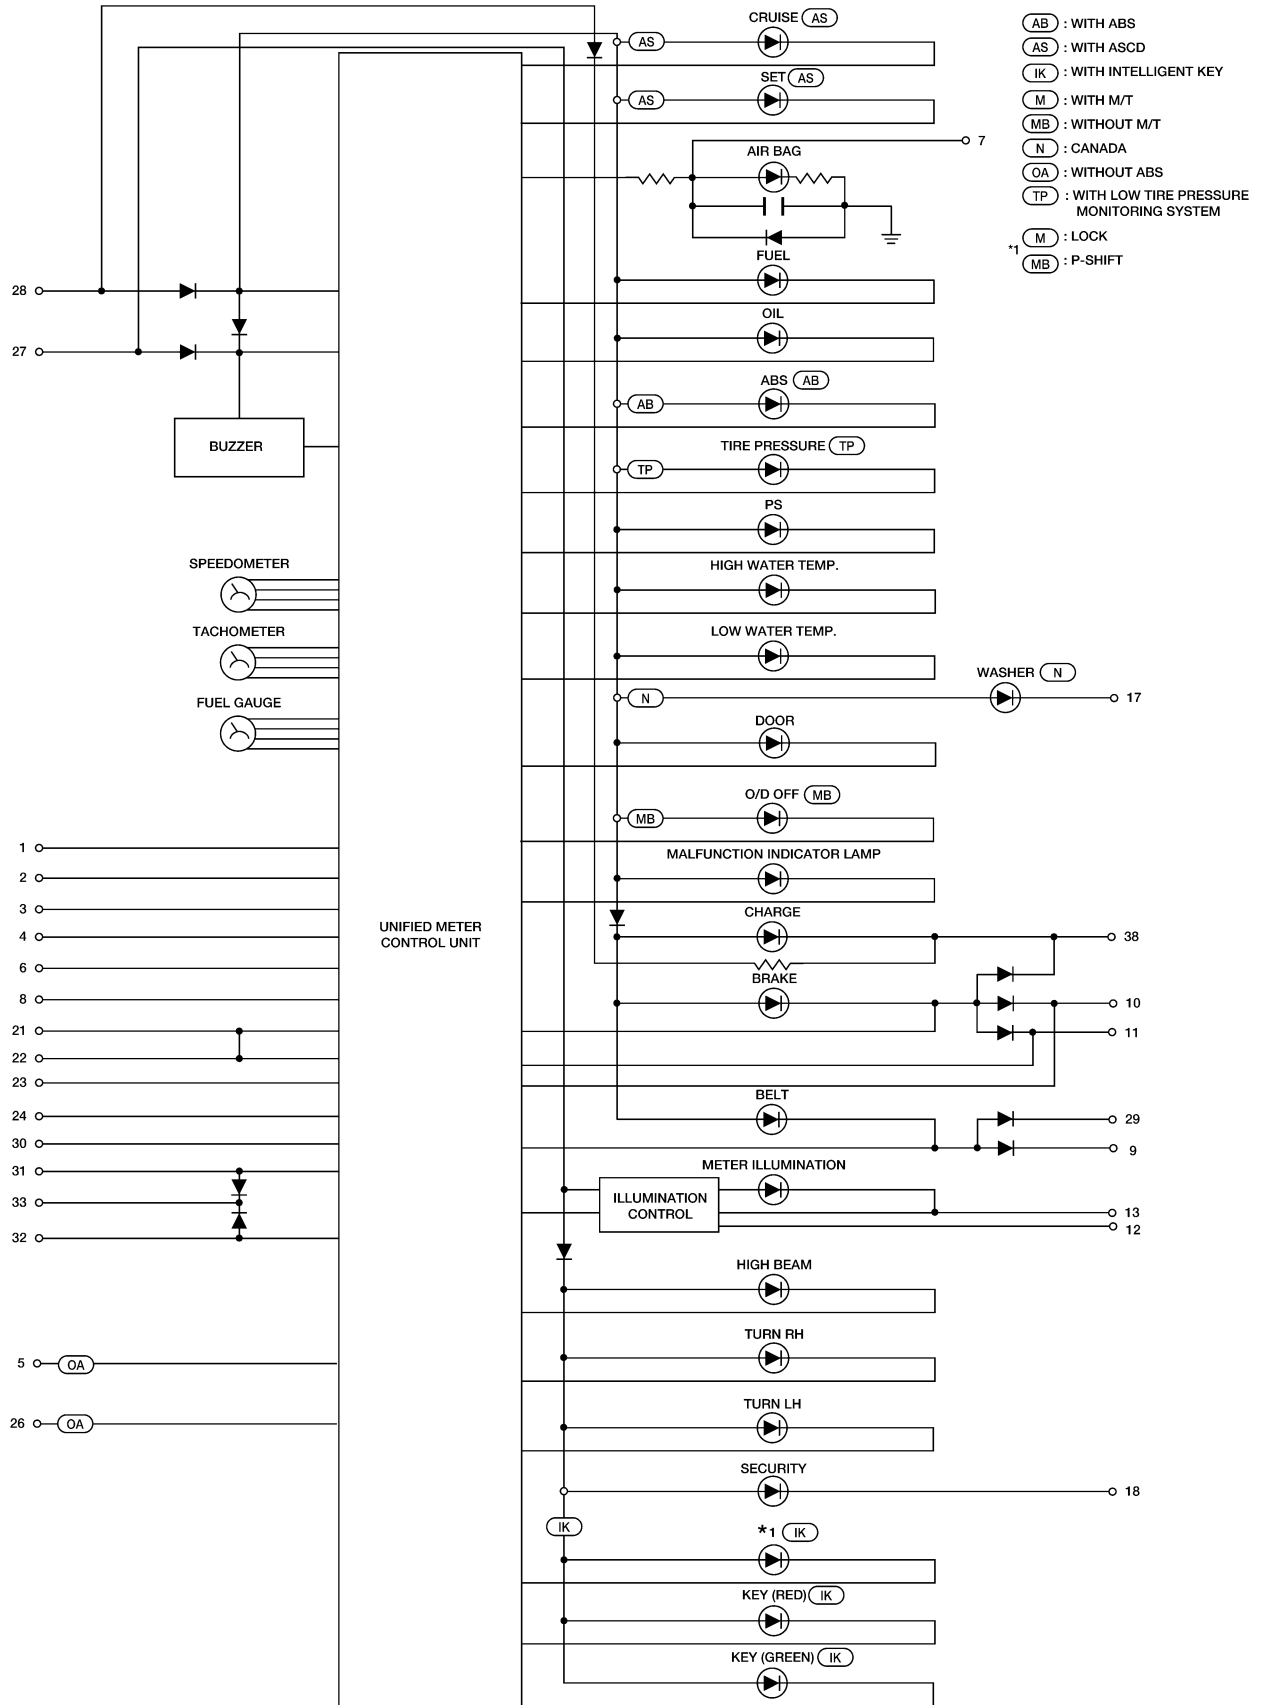 CRUISE AS
AS
SET AS
AS
7
AIR BAG
FUEL
OIL
AB : WITH ABS
AS : WITH ASCD
IK : WITH INTELLIGENT KEY
M : WITH M/T
MB : WITHOUT M/T
N : CANADA
OA : WITHOUT ABS
TP : WITH LOW TIRE PRESSURE
MONITORING SYSTEM
*1 M : LOCK
MB : P-SHIFT
28
27
BUZZER
ABS AB
AB
TIRE PRESSURE TP
TP
PS
SPEEDOMETER
HIGH WATER TEMP.
TACHOMETER
LOW WATER TEMP.
FUEL GAUGE
WASHER N
N
17
DOOR
O/D OFF MB
MB
MALFUNCTION INDICATOR LAMP
1
2
3
4
6
8
21
22
23
24
30
31
33
32
5 OA
26 OA
UNIFIED METER
CONTROL UNIT
CHARGE
38
BRAKE
10
11
BELT
29
9
METER ILLUMINATION
ILLUMINATION
CONTROL
13
12
HIGH BEAM
TURN RH
TURN LH
SECURITY
18
IK
*1 IK
KEY (RED) IK
KEY (GREEN) IK